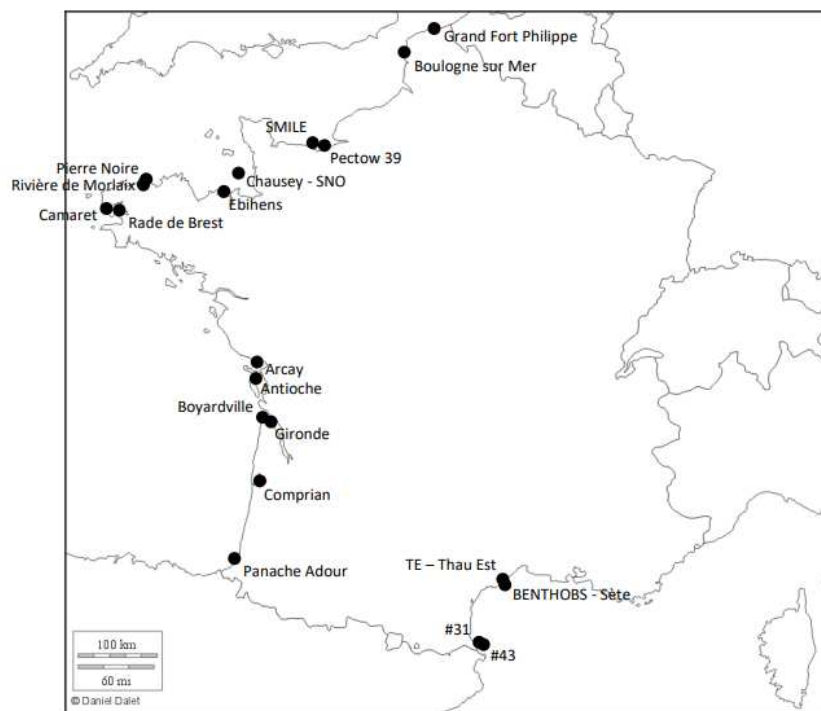 Grand Fort Philippe
Boulogne sur Mer
SMILE
Pectow 39
Pierre Noire
Chausey - SNO
Rivière de Morlaix
Ebihens
Camaret
Rade de Brest
Arcay
Antioche
Boyardville
Gironde
Comprian
Panache Adour
TE – Thau Est
BENTHOBS - Sète
#31
#43
100 km
60 mi
© Daniel Dalet